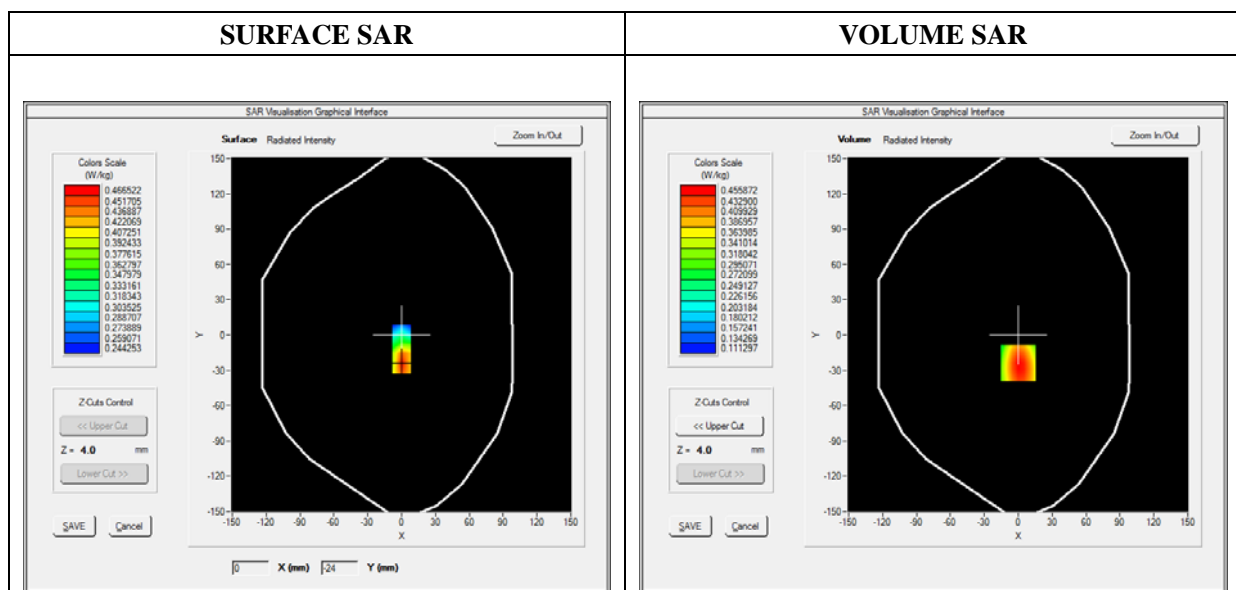 SURFACE SAR
VOLUME SAR
SAR Visualisation Graphical Interface
Surface Radiated Intensity
Zoom In/Out
Colors Scale
(W/kg)
0.466522
0.451705
0.436887
0.422069
0.407251
0.392433
0.377615
0.362797
0.347979
0.333161
0.318343
0.303525
0.288707
0.273889
0.259071
0.244253
Z-Cuts Control
<< Upper Cut
Z = 4.0 mm
Lower Cut >>
SAVE Cancel
150
120
90
60
30
0
-30
-60
-90
-120
-150
Y
-150 -120 -90 -60 -30 0 30 60 90 120 150
X
0 X (mm) -24 Y (mm)
SAR Visualisation Graphical Interface
Volume Radiated Intensity
Zoom In/Out
Colors Scale
(W/kg)
0.455872
0.432900
0.409929
0.386957
0.363985
0.341014
0.318042
0.295071
0.272099
0.249127
0.226156
0.203184
0.180212
0.157241
0.134269
0.111297
Z-Cuts Control
<< Upper Cut
Z = 4.0 mm
Lower Cut >>
SAVE Cancel
150
120
90
60
30
0
-30
-60
-90
-120
-150
Y
-150 -120 -90 -60 -30 0 30 60 90 120 150
X